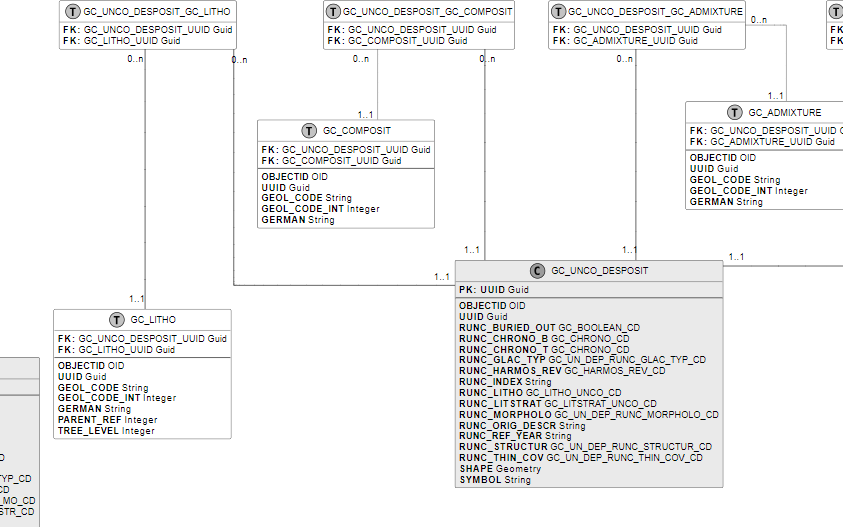 T GC_UNCO_DESPOSIT_GC_LITHO
FK: GC_UNCO_DESPOSIT_UUID Guid
FK: GC_LITHO_UUID Guid
T GC_UNCO_DESPOSIT_GC_COMPOSIT
FK: GC_UNCO_DESPOSIT_UUID Guid
FK: GC_COMPOSIT_UUID Guid
T GC_UNCO_DESPOSIT_GC_ADMIXTURE
FK: GC_UNCO_DESPOSIT_UUID Guid
FK: GC_ADMIXTURE_UUID Guid
T
FK:
FK:
0..n
0..n
0..n
0..n
0..n
0..n
1..1
1..1
T GC_COMPOSIT
FK: GC_UNCO_DESPOSIT_UUID Guid
FK: GC_COMPOSIT_UUID Guid
OBJECTID OID
UUID Guid
GEOL_CODE String
GEOL_CODE_INT Integer
GERMAN String
T GC_ADMIXTURE
FK: GC_UNCO_DESPOSIT_UUID
FK: GC_ADMIXTURE_UUID Guid
OBJECTID OID
UUID Guid
GEOL_CODE String
GEOL_CODE_INT Integer
GERMAN String
1..1
1..1
1..1
1..1
1..1
T GC_LITHO
FK: GC_UNCO_DESPOSIT_UUID Guid
FK: GC_LITHO_UUID Guid
OBJECTID OID
UUID Guid
GEOL_CODE String
GEOL_CODE_INT Integer
GERMAN String
PARENT_REF Integer
TREE_LEVEL Integer
C GC_UNCO_DESPOSIT
PK: UUID Guid
OBJECTID OID
UUID Guid
RUNC_BURIED_OUT GC_BOOLEAN_CD
RUNC_CHRONO_B GC_CHRONO_CD
RUNC_CHRONO_T GC_CHRONO_CD
RUNC_GLAC_TYP GC_UN_DEP_RUNC_GLAC_TYP_CD
RUNC_HARMOS_REV GC_HARMOS_REV_CD
RUNC_INDEX String
RUNC_LITHO GC_LITHO_UNCO_CD
RUNC_LITSTRAT GC_LITSTRAT_UNCO_CD
RUNC_MORPHOLO GC_UN_DEP_RUNC_MORPHOLO_CD
RUNC_ORIG_DESCR String
RUNC_REF_YEAR String
RUNC_STRUCTUR GC_UN_DEP_RUNC_STRUCTUR_CD
RUNC_THIN_COV GC_UN_DEP_RUNC_THIN_COV_CD
SHAPE Geometry
SYMBOL String
YP_CD
CD
_MO_CD
STR_CD